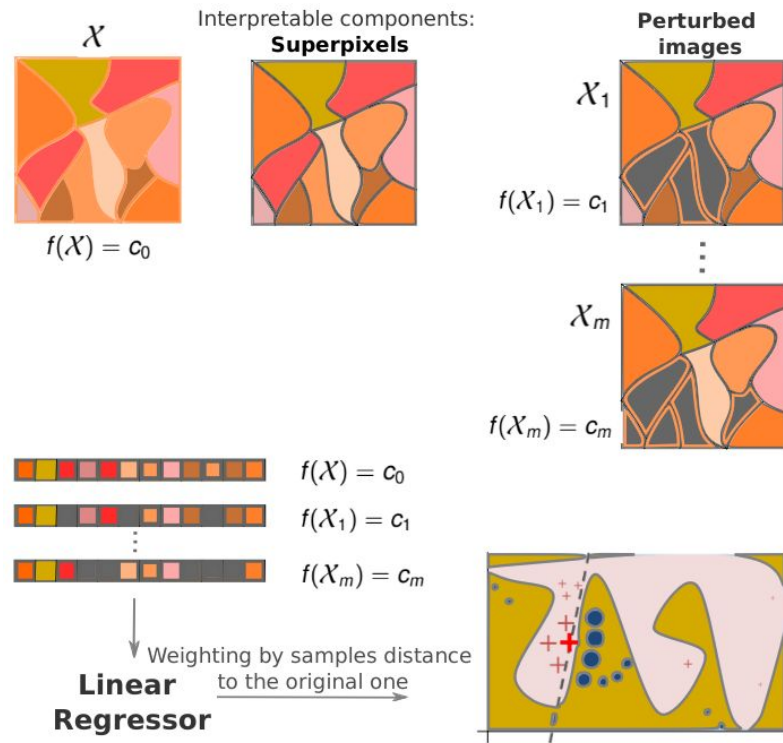 X
Interpretable components:
Superpixels
Perturbed
images
f(X) = c₀
X₁
f(X₁) = c₁
Xₘ
f(Xₘ) = cₘ
f(X) = c₀
f(X₁) = c₁
f(Xₘ) = cₘ
Linear
Regressor
Weighting by samples distance
to the original one